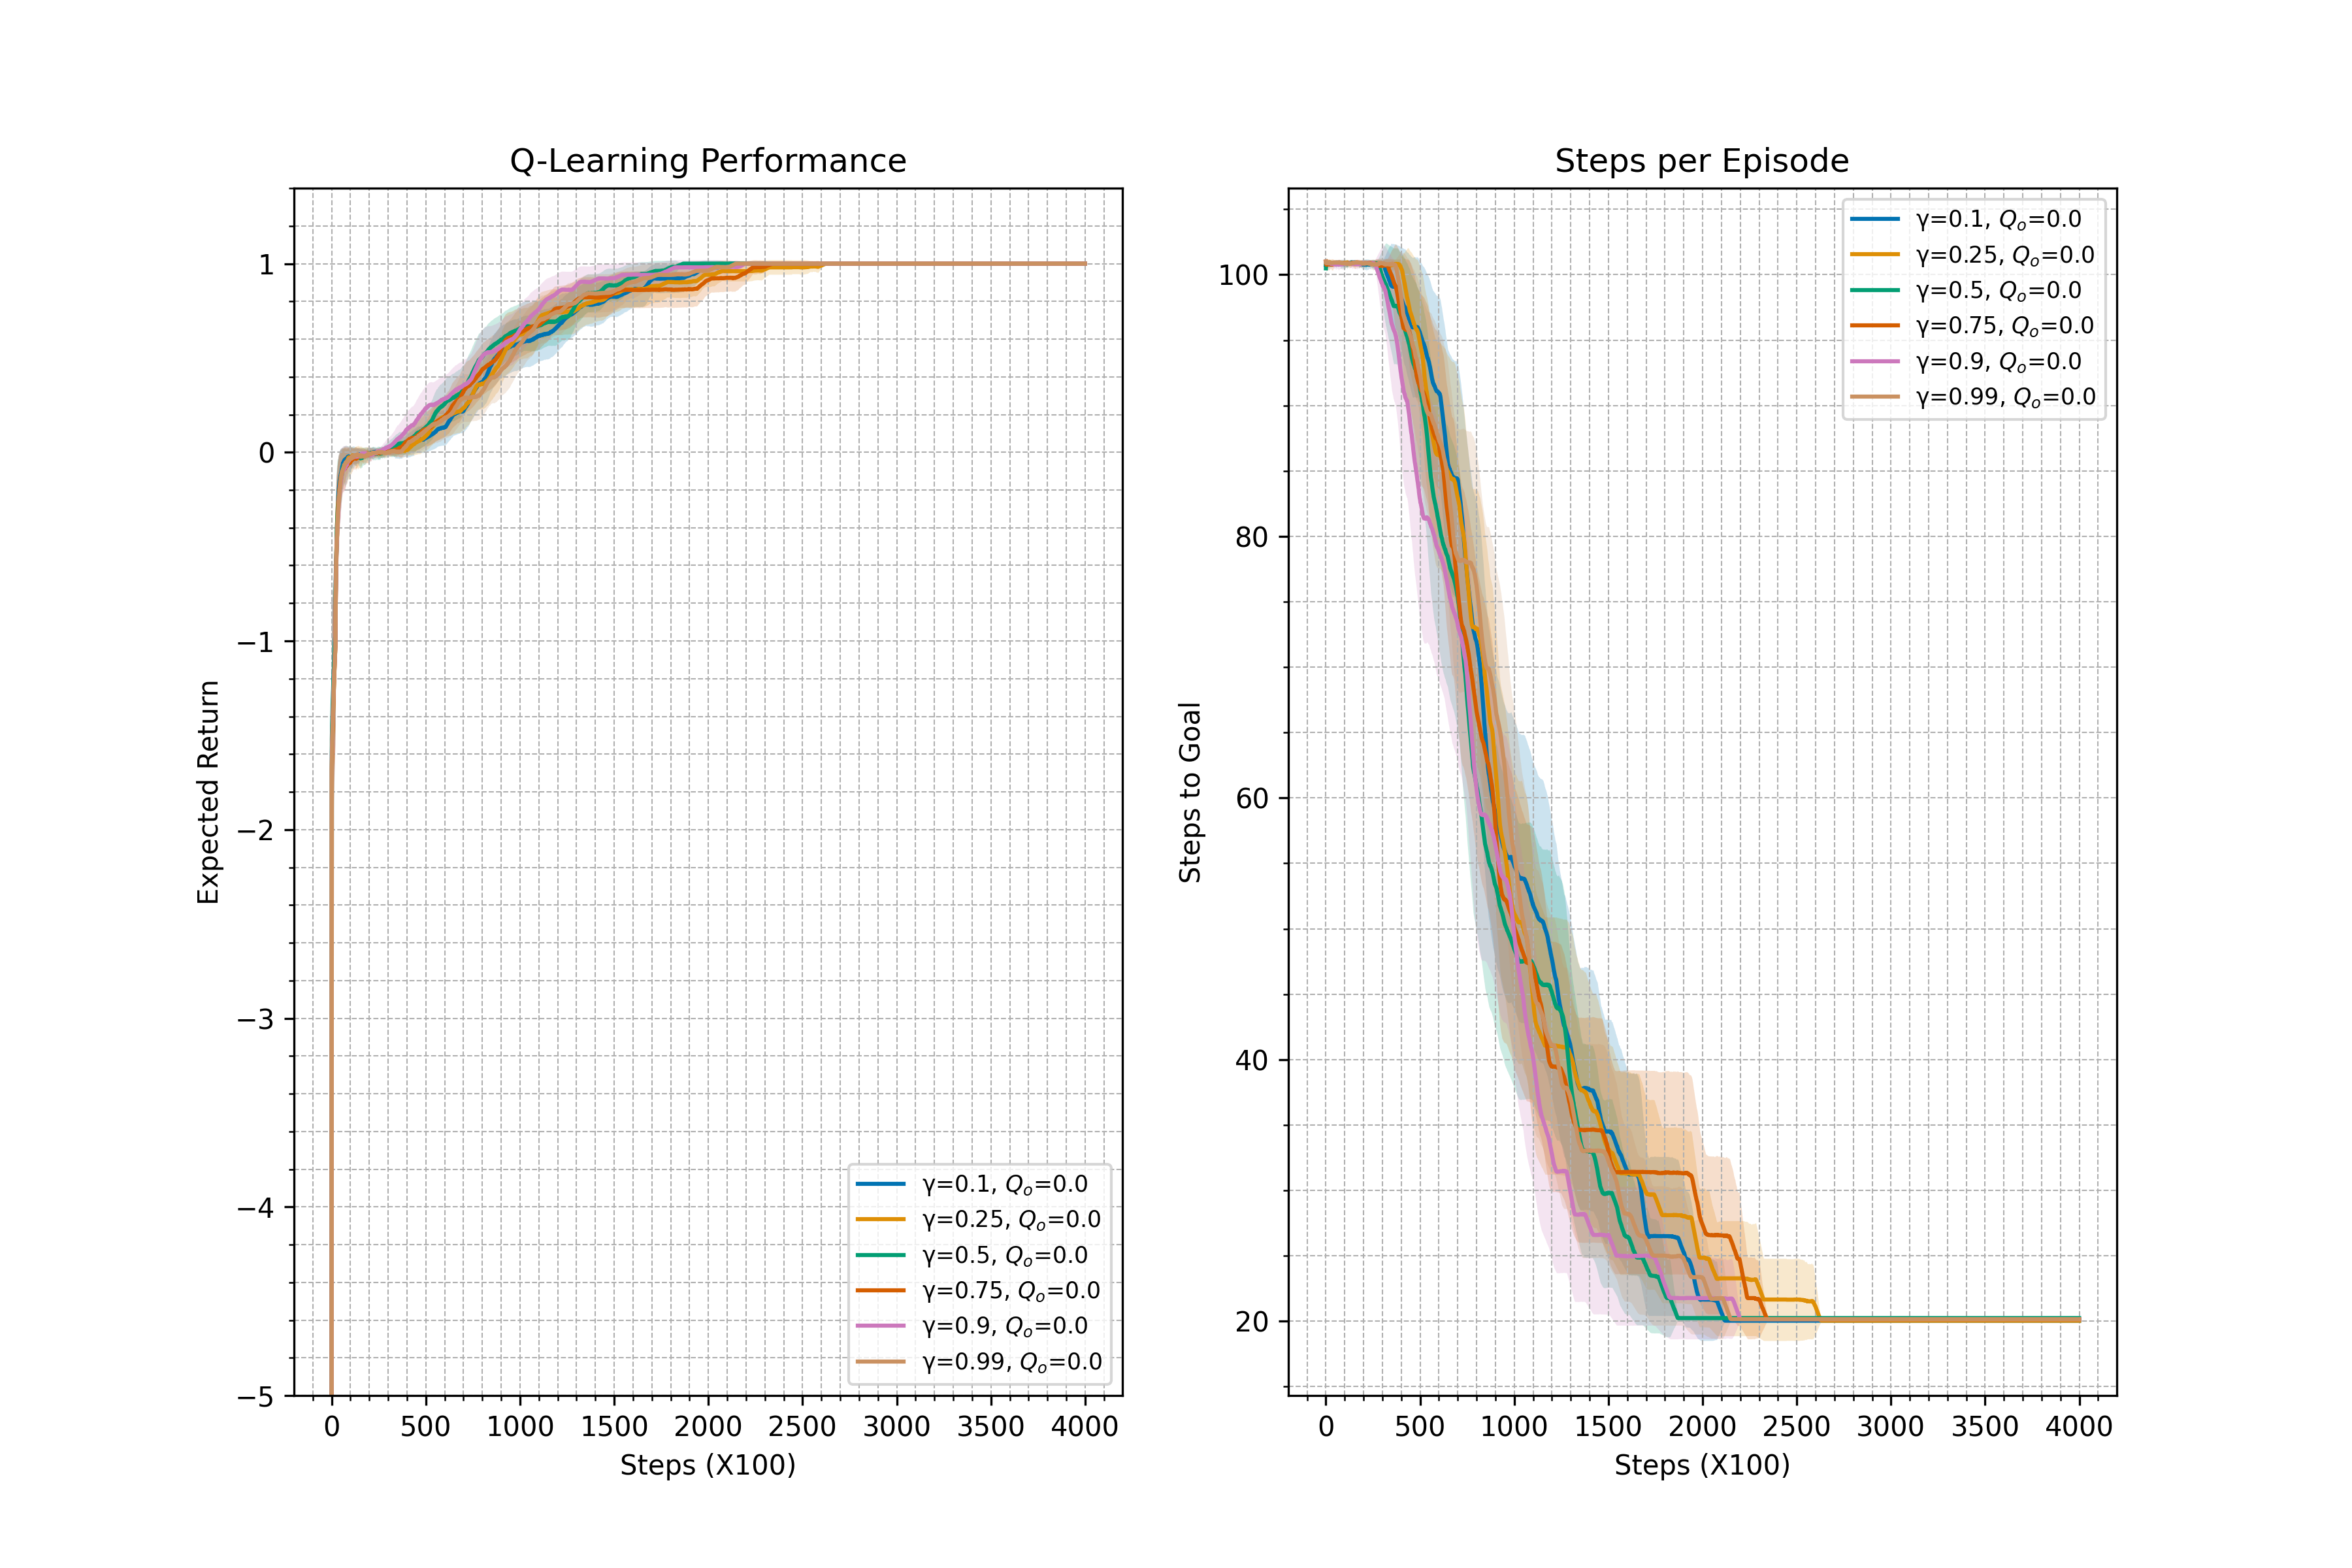 Q-Learning Performance
Expected Return
1
0
−1
−2
−3
−4
−5
0 500 1000 1500 2000 2500 3000 3500 4000
Steps (X100)
γ=0.1, Qo=0.0
γ=0.25, Qo=0.0
γ=0.5, Qo=0.0
γ=0.75, Qo=0.0
γ=0.9, Qo=0.0
γ=0.99, Qo=0.0
Steps per Episode
Steps to Goal
100
80
60
40
20
0 500 1000 1500 2000 2500 3000 3500 4000
Steps (X100)
γ=0.1, Qo=0.0
γ=0.25, Qo=0.0
γ=0.5, Qo=0.0
γ=0.75, Qo=0.0
γ=0.9, Qo=0.0
γ=0.99, Qo=0.0